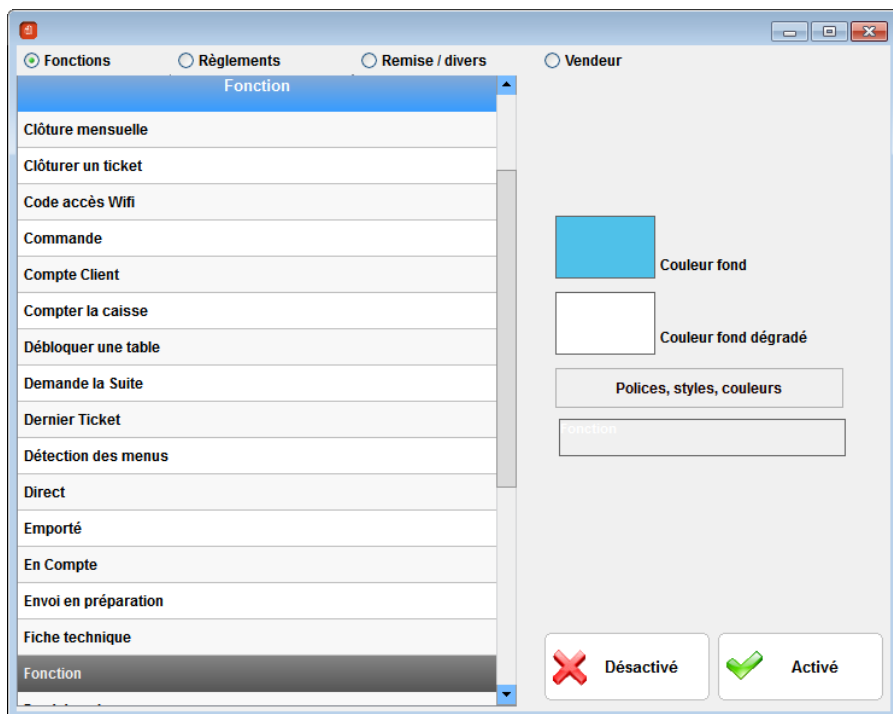 Fonctions Règlements Remise / divers Vendeur
Fonction
Clôture mensuelle
Clôturer un ticket
Code accès Wifi
Commande
Compte Client
Compter la caisse
Débloquer une table
Demande la Suite
Dernier Ticket
Détection des menus
Direct
Emporté
En Compte
Envoi en préparation
Fiche technique
Fonction
Couleur fond
Couleur fond dégradé
Polices, styles, couleurs
Fonction
Désactivé Activé